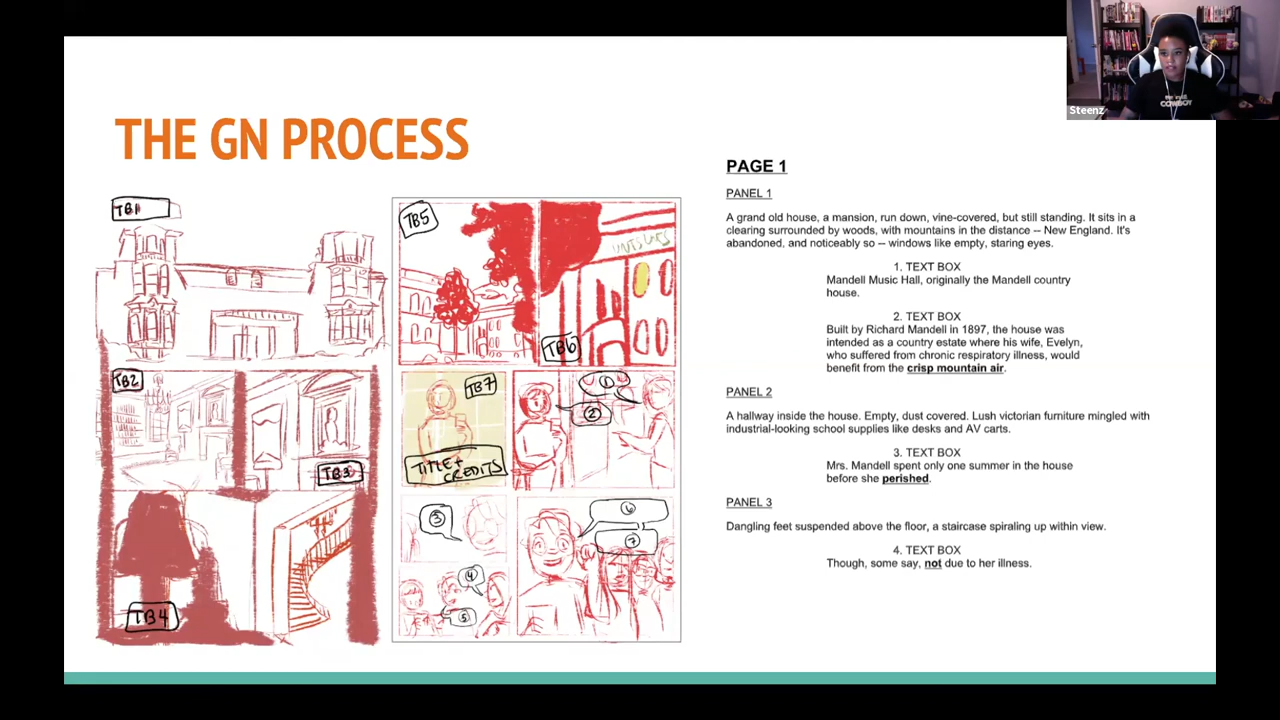 Steenz
THE GN PROCESS
TB1
TB2
TB3
TB4
TB5
TB6
TB7
TITLE+
CREDITS
1
2
3
4
5
6
7
PAGE 1
PANEL 1
A grand old house, a mansion, run down, vine-covered, but still standing. It sits in a
clearing surrounded by woods, with mountains in the distance -- New England. It's
abandoned, and noticeably so -- windows like empty, staring eyes.
1. TEXT BOX
Mandell Music Hall, originally the Mandell country
house.
2. TEXT BOX
Built by Richard Mandell in 1897, the house was
intended as a country estate where his wife, Evelyn,
who suffered from chronic respiratory illness, would
benefit from the crisp mountain air.
PANEL 2
A hallway inside the house. Empty, dust covered. Lush victorian furniture mingled with
industrial-looking school supplies like desks and AV carts.
3. TEXT BOX
Mrs. Mandell spent only one summer in the house
before she perished.
PANEL 3
Dangling feet suspended above the floor, a staircase spiraling up within view.
4. TEXT BOX
Though, some say, not due to her illness.